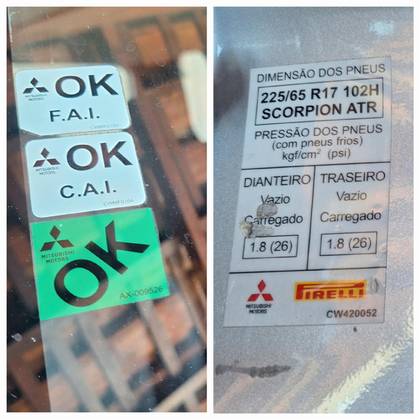 MITSUBISHI
MOTORS
OK
F.A.I.
MITSUBISHI
MOTORS
OK
C.A.I.
MITSUBISHI
MOTORS
OK
AX-009526
DIMENSÃO DOS PNEUS
225/65 R17 102H
SCORPION ATR
PRESSÃO DOS PNEUS
(com pneus frios)
kgf/cm² (psi)
DIANTEIRO
Vazio
Carregado
1.8 (26)
TRASEIRO
Vazio
Carregado
1.8 (26)
MITSUBISHI
MOTORS
PIRELLI
CW420052